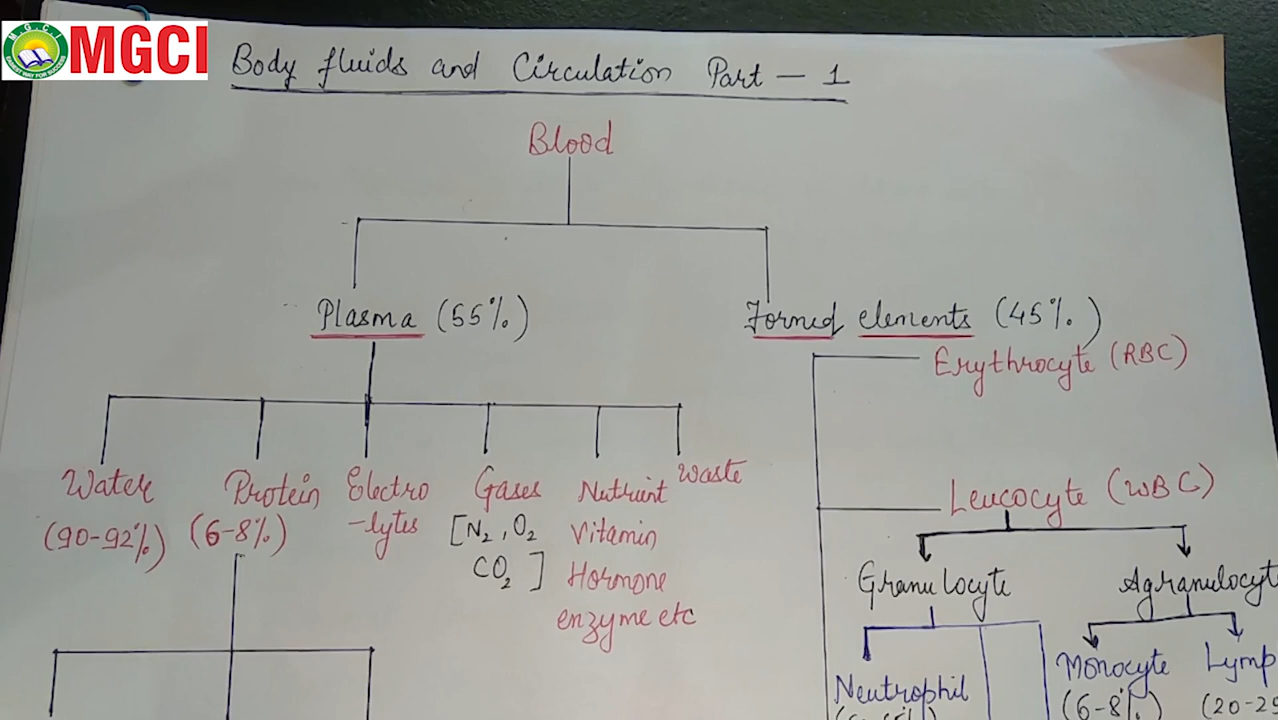 MGCI
Body fluids and Circulation Part - 1
Blood
Plasma (55%)
Formed elements (45%)
Erythrocyte (RBC)
Leucocyte (WBC)
Water
(90-92%)
Protein
(6-8%)
Electro
-lytes
Gases
[N₂, O₂
CO₂]
Nutrient
Vitamin
Hormone
enzyme etc
Waste
Granulocyte
Agranulocyt
Neutrophil
Monocyte
(6-8%)
Lymp
(20-25